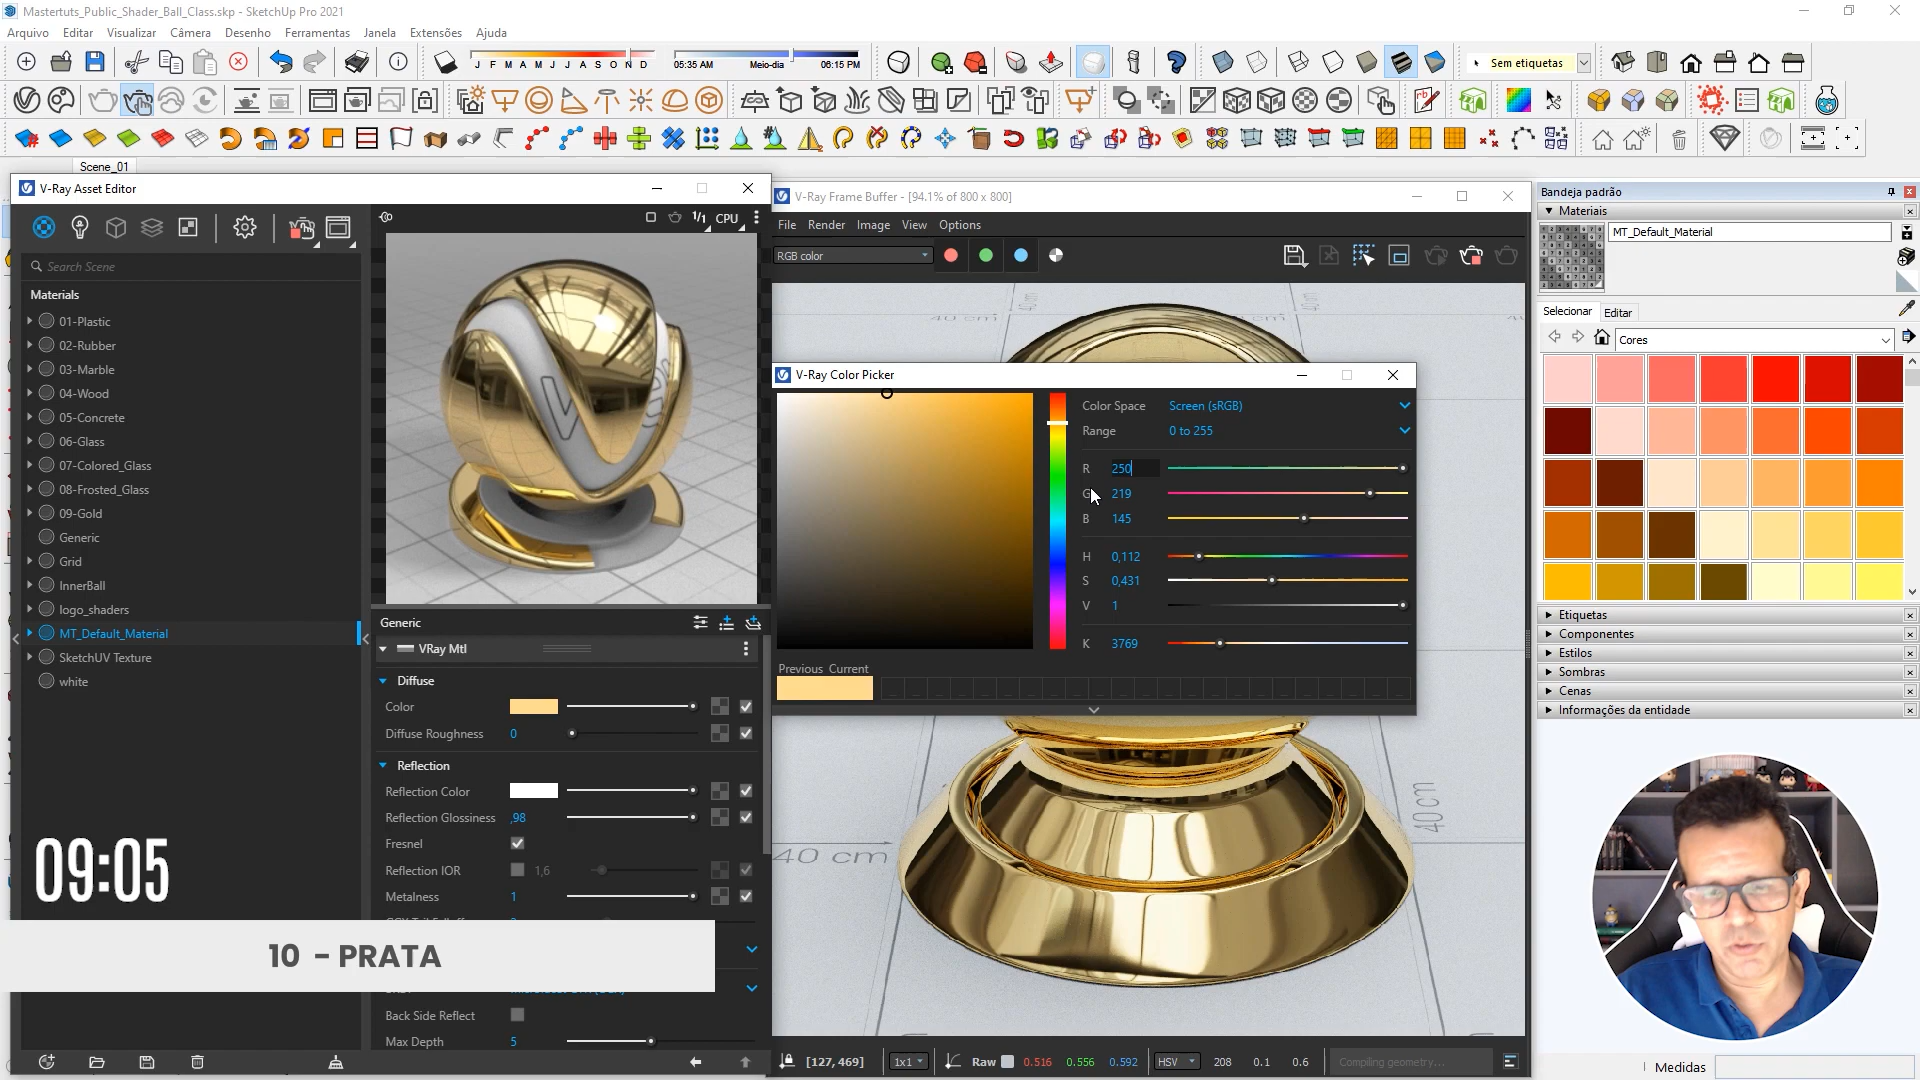 Mastertuts_Public_Shader_Ball_Class.skp - SketchUp Pro 2021
Arquivo Editar Visualizar Câmera Desenho Ferramentas Janela Extensões Ajuda
J F M A M J J A S O N D
05:35 AM Meio-dia 06:15 PM
Sem etiquetas
Scene_01
V-Ray Asset Editor
1/1 CPU
Search Scene
Materials
01-Plastic
02-Rubber
03-Marble
04-Wood
05-Concrete
06-Glass
07-Colored_Glass
08-Frosted_Glass
09-Gold
Generic
Grid
InnerBall
logo_shaders
MT_Default_Material
SketchUV Texture
white
Generic
VRay Mtl
Diffuse
Color
Diffuse Roughness 0
Reflection
Reflection Color
Reflection Glossiness ,98
Fresnel
Reflection IOR 1,6
Metalness 1
Back Side Reflect
Max Depth 5
09:05
10 - PRATA
V-Ray Frame Buffer - [94.1% of 800 x 800]
File Render Image View Options
RGB color
40 cm
40 cm
40cm
V-Ray Color Picker
Color Space Screen (sRGB)
Range 0 to 255
R 250
G 219
B 145
H 0,112
S 0,431
V 1
K 3769
Previous Current
[127,469] 1x1 Raw 0.516 0.556 0.592 HSV 208 0.1 0.6 Compiling geometry...
Bandeja padrão
Materiais
MT_Default_Material
Selecionar Editar
Cores
Etiquetas
Componentes
Estilos
Sombras
Cenas
Informações da entidade
Medidas